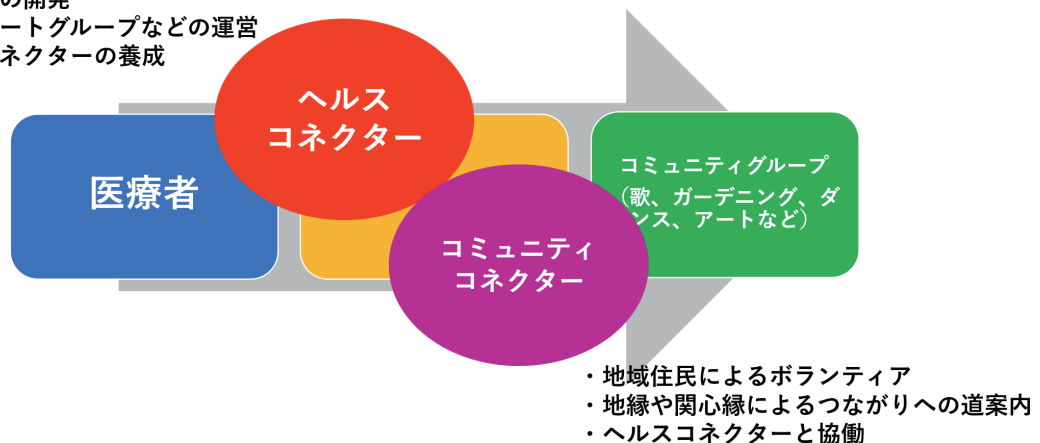 の開発
ートグループなどの運営
ネクターの養成
ヘルス
コネクター
医療者
コミュニティグループ
（歌、ガーデニング、ダ
ンス、アートなど）
コミュニティ
コネクター
・地域住民によるボランティア
・地縁や関心縁によるつながりへの道案内
・ヘルスコネクターと協働